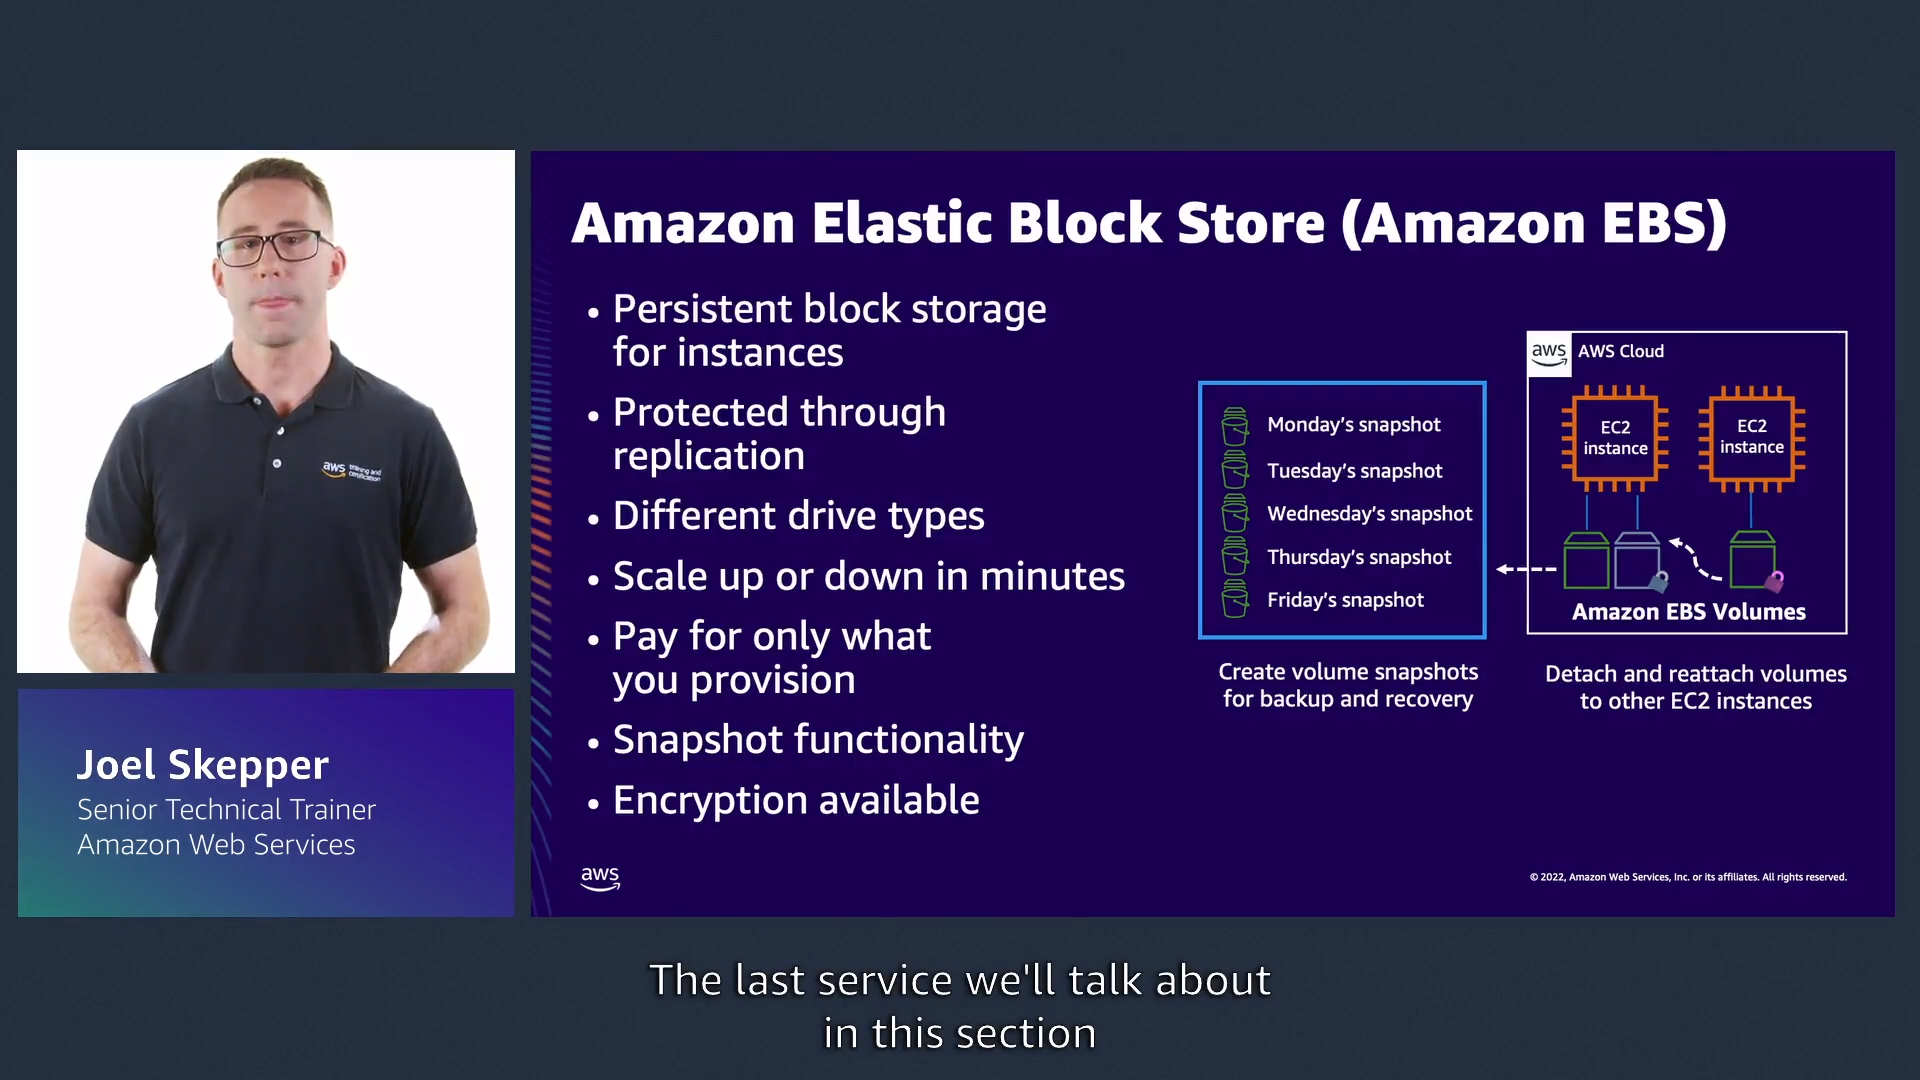 aws training and
certification
Joel Skepper
Senior Technical Trainer
Amazon Web Services
Amazon Elastic Block Store (Amazon EBS)
• Persistent block storage
for instances
• Protected through
replication
• Different drive types
• Scale up or down in minutes
• Pay for only what
you provision
• Snapshot functionality
• Encryption available
Monday’s snapshot
Tuesday’s snapshot
Wednesday’s snapshot
Thursday’s snapshot
Friday’s snapshot
Create volume snapshots
for backup and recovery
aws AWS Cloud
EC2
instance
EC2
instance
Amazon EBS Volumes
Detach and reattach volumes
to other EC2 instances
aws
© 2022, Amazon Web Services, Inc. or its affiliates. All rights reserved.
The last service we'll talk about
in this section